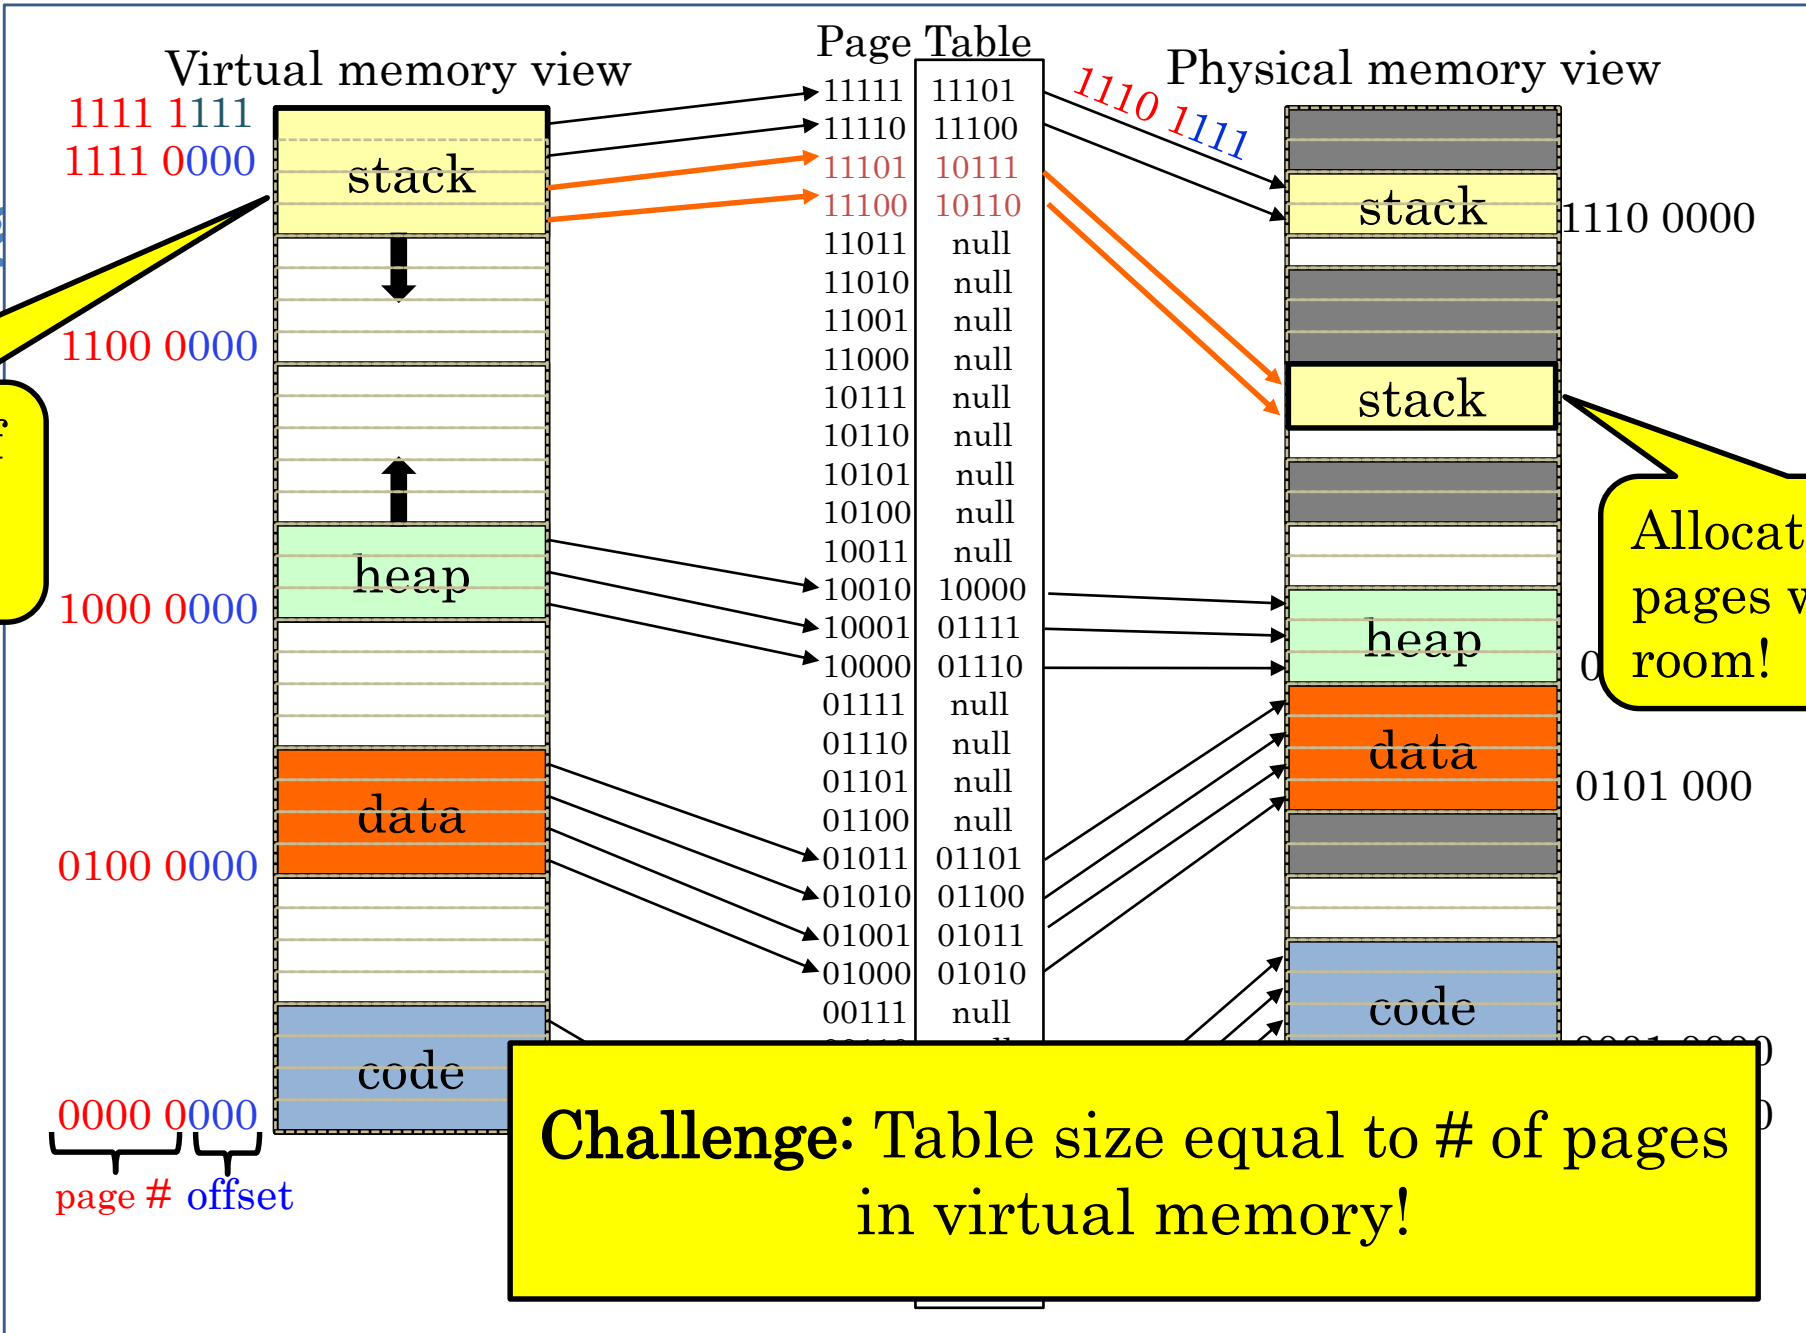 Page Table
Virtual memory view
Physical memory view
1111 1111
1111 0000
1100 0000
1000 0000
0100 0000
0000 0000
page # offset
stack
heap
data
code
11111 11101
11110 11100
11101 10111
11100 10110
11011 null
11010 null
11001 null
11000 null
10111 null
10110 null
10101 null
10100 null
10011 null
10010 10000
10001 01111
10000 01110
01111 null
01110 null
01101 null
01100 null
01011 01101
01010 01100
01001 01011
01000 01010
00111 null
1110 1111
stack
1110 0000
stack
heap
0
data
0101 000
code
Allocat
pages
room!
Challenge: Table size equal to # of pages
in virtual memory!